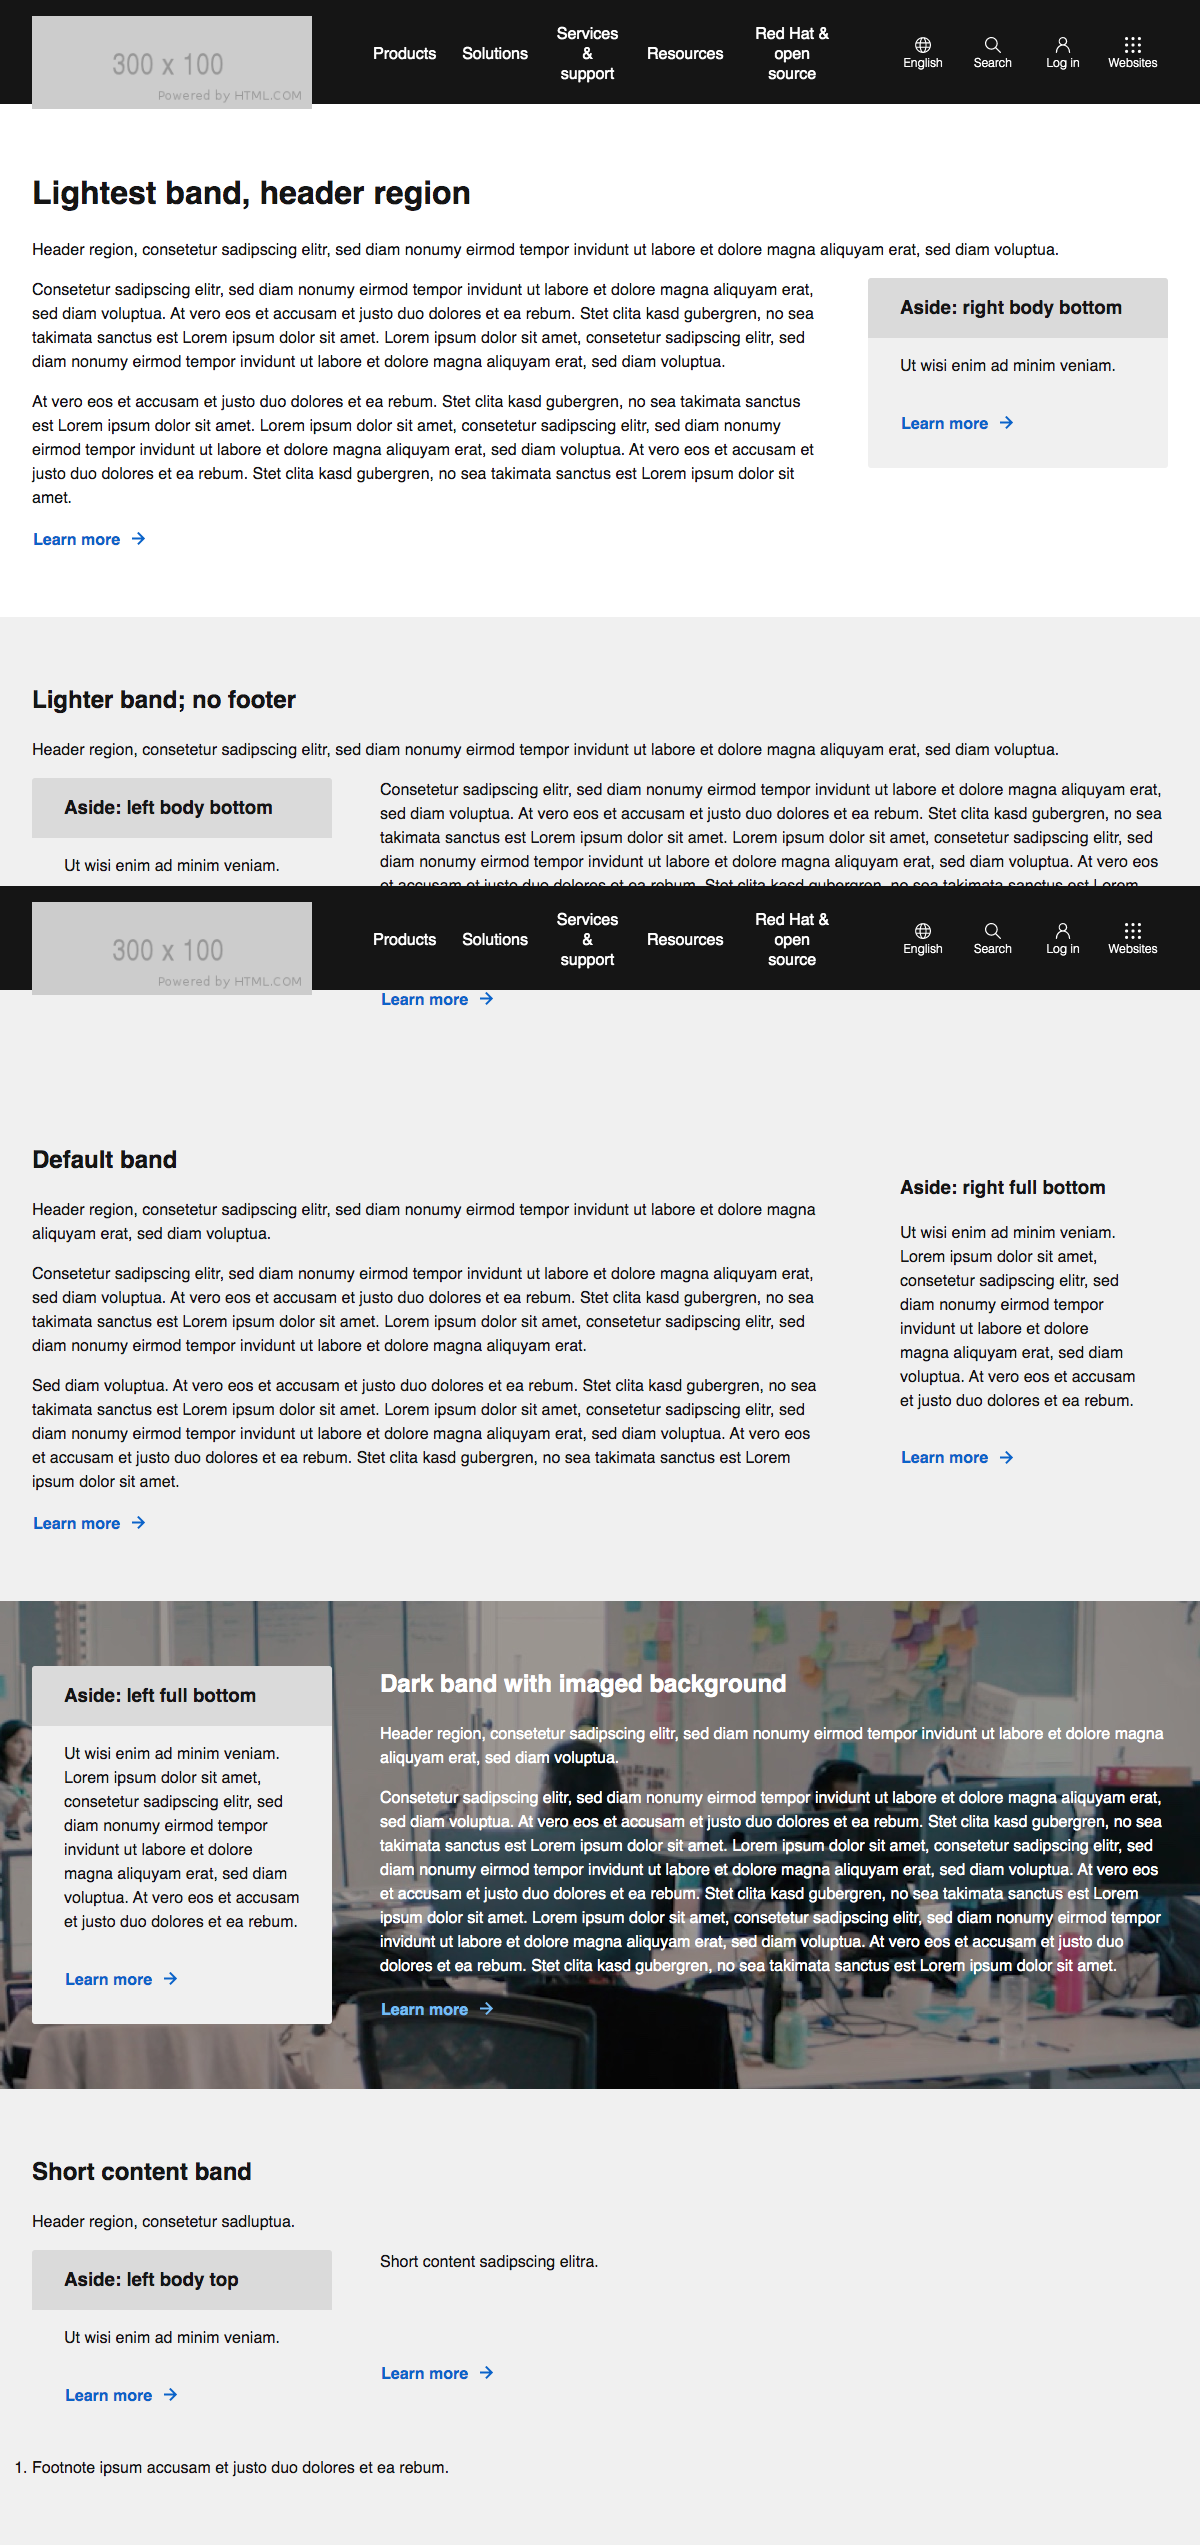 300 x 100
Powered by HTML.COM
Products
Solutions
Services
&
support
Resources
Red Hat &
open
source
English
Search
Log in
Websites
Lightest band, header region
Header region, consetetur sadipscing elitr, sed diam nonumy eirmod tempor invidunt ut labore et dolore magna aliquyam erat, sed diam voluptua.
Consetetur sadipscing elitr, sed diam nonumy eirmod tempor invidunt ut labore et dolore magna aliquyam erat,
sed diam voluptua. At vero eos et accusam et justo duo dolores et ea rebum. Stet clita kasd gubergren, no sea
takimata sanctus est Lorem ipsum dolor sit amet. Lorem ipsum dolor sit amet, consetetur sadipscing elitr, sed
diam nonumy eirmod tempor invidunt ut labore et dolore magna aliquyam erat, sed diam voluptua.
At vero eos et accusam et justo duo dolores et ea rebum. Stet clita kasd gubergren, no sea takimata sanctus
est Lorem ipsum dolor sit amet. Lorem ipsum dolor sit amet, consetetur sadipscing elitr, sed diam nonumy
eirmod tempor invidunt ut labore et dolore magna aliquyam erat, sed diam voluptua. At vero eos et accusam et
justo duo dolores et ea rebum. Stet clita kasd gubergren, no sea takimata sanctus est Lorem ipsum dolor sit
amet.
Learn more
Aside: right body bottom
Ut wisi enim ad minim veniam.
Learn more
Lighter band; no footer
Header region, consetetur sadipscing elitr, sed diam nonumy eirmod tempor invidunt ut labore et dolore magna aliquyam erat, sed diam voluptua.
Aside: left body bottom
Ut wisi enim ad minim veniam.
Consetetur sadipscing elitr, sed diam nonumy eirmod tempor invidunt ut labore et dolore magna aliquyam erat,
sed diam voluptua. At vero eos et accusam et justo duo dolores et ea rebum. Stet clita kasd gubergren, no sea
takimata sanctus est Lorem ipsum dolor sit amet. Lorem ipsum dolor sit amet, consetetur sadipscing elitr, sed
diam nonumy eirmod tempor invidunt ut labore et dolore magna aliquyam erat, sed diam voluptua. At vero eos
et accusam et justo duo dolores et ea rebum. Stet clita kasd gubergren, no sea takimata sanctus est Lorem
300 x 100
Powered by HTML.COM
Products
Solutions
Services
&
support
Resources
Red Hat &
open
source
English
Search
Log in
Websites
Learn more
Default band
Header region, consetetur sadipscing elitr, sed diam nonumy eirmod tempor invidunt ut labore et dolore magna
aliquyam erat, sed diam voluptua.
Consetetur sadipscing elitr, sed diam nonumy eirmod tempor invidunt ut labore et dolore magna aliquyam erat,
sed diam voluptua. At vero eos et accusam et justo duo dolores et ea rebum. Stet clita kasd gubergren, no sea
takimata sanctus est Lorem ipsum dolor sit amet. Lorem ipsum dolor sit amet, consetetur sadipscing elitr, sed
diam nonumy eirmod tempor invidunt ut labore et dolore magna aliquyam erat.
Sed diam voluptua. At vero eos et accusam et justo duo dolores et ea rebum. Stet clita kasd gubergren, no sea
takimata sanctus est Lorem ipsum dolor sit amet. Lorem ipsum dolor sit amet, consetetur sadipscing elitr, sed
diam nonumy eirmod tempor invidunt ut labore et dolore magna aliquyam erat, sed diam voluptua. At vero eos
et accusam et justo duo dolores et ea rebum. Stet clita kasd gubergren, no sea takimata sanctus est Lorem
ipsum dolor sit amet.
Learn more
Aside: right full bottom
Ut wisi enim ad minim veniam.
Lorem ipsum dolor sit amet,
consetetur sadipscing elitr, sed
diam nonumy eirmod tempor
invidunt ut labore et dolore
magna aliquyam erat, sed diam
voluptua. At vero eos et accusam
et justo duo dolores et ea rebum.
Learn more
Aside: left full bottom
Ut wisi enim ad minim veniam.
Lorem ipsum dolor sit amet,
consetetur sadipscing elitr, sed
diam nonumy eirmod tempor
invidunt ut labore et dolore
magna aliquyam erat, sed diam
voluptua. At vero eos et accusam
et justo duo dolores et ea rebum.
Learn more
Dark band with imaged background
Header region, consetetur sadipscing elitr, sed diam nonumy eirmod tempor invidunt ut labore et dolore magna
aliquyam erat, sed diam voluptua.
Consetetur sadipscing elitr, sed diam nonumy eirmod tempor invidunt ut labore et dolore magna aliquyam erat,
sed diam voluptua. At vero eos et accusam et justo duo dolores et ea rebum. Stet clita kasd gubergren, no sea
takimata sanctus est Lorem ipsum dolor sit amet. Lorem ipsum dolor sit amet, consetetur sadipscing elitr, sed
diam nonumy eirmod tempor invidunt ut labore et dolore magna aliquyam erat, sed diam voluptua. At vero eos
et accusam et justo duo dolores et ea rebum. Stet clita kasd gubergren, no sea takimata sanctus est Lorem
ipsum dolor sit amet. Lorem ipsum dolor sit amet, consetetur sadipscing elitr, sed diam nonumy eirmod tempor
invidunt ut labore et dolore magna aliquyam erat, sed diam voluptua. At vero eos et accusam et justo duo
dolores et ea rebum. Stet clita kasd gubergren, no sea takimata sanctus est Lorem ipsum dolor sit amet.
Learn more
Short content band
Header region, consetetur sadluptua.
Aside: left body top
Ut wisi enim ad minim veniam.
Learn more
Short content sadipscing elitra.
Learn more
1. Footnote ipsum accusam et justo duo dolores et ea rebum.